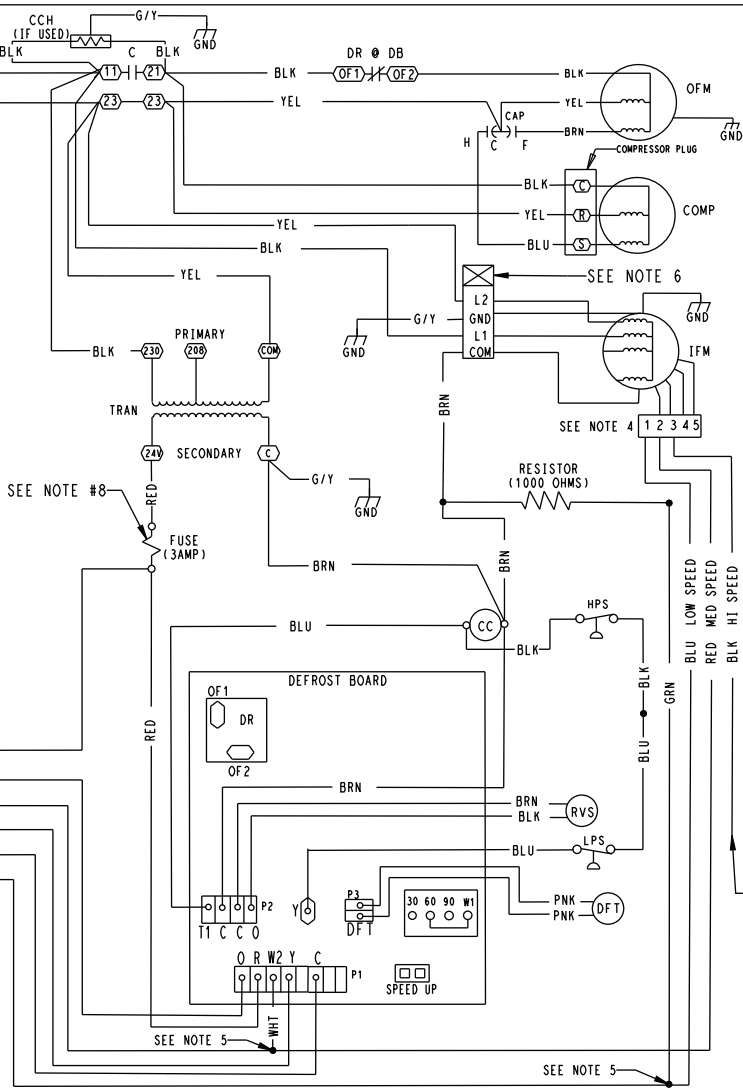 CCH
(IF USED)
G/Y
GND
BLK
C
BLK
11
21
BLK
DR @ DB
OF1
OF2
BLK
OFM
23
23
YEL
YEL
CAP
H
C
F
BRN
GND
COMPRESSOR PLUG
BLK
C
COMP
YEL
R
YEL
BLU
S
BLK
YEL
SEE NOTE 6
L2
G/Y
GND
GND
GND
L1
COM
IFM
PRIMARY
BLK
230
208
COM
TRAN
BRN
SEE NOTE 4
1 2 3 4 5
24V
SECONDARY
C
G/Y
GND
RESISTOR
(1000 OHMS)
RED
SEE NOTE #8
FUSE
(3AMP)
BRN
BRN
BLU LOW SPEED
RED MED SPEED
BLK HI SPEED
HPS
BLU
CC
BLK
BLK
GRN
DEFROST BOARD
OF1
DR
OF2
RED
BLU
BRN
BRN
BLK
RVS
BLU
LPS
P2
T1 C C O
Y
P3
DFT
30 60 90 W1
PNK
PNK
DFT
O R W2 Y C
P1
SPEED UP
WHT
SEE NOTE 5
SEE NOTE 5